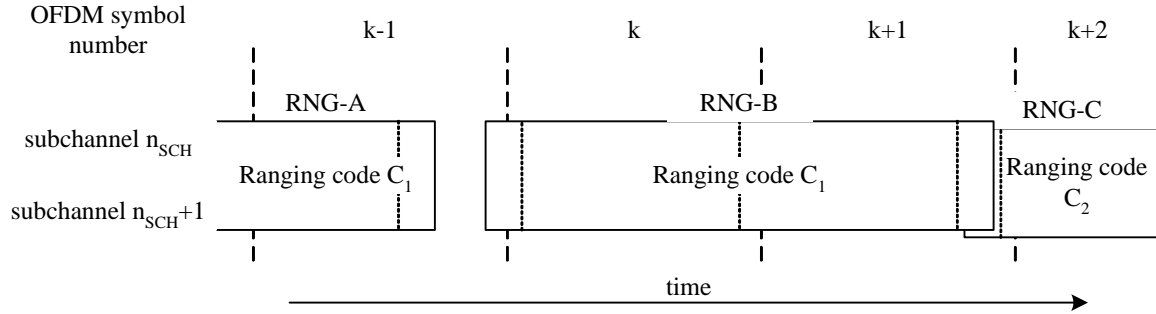 OFDM symbol
number
k-1
k
k+1
k+2
RNG-A
RNG-B
RNG-C
subchannel n_SCH
Ranging code C_1
Ranging code C_1
Ranging code
C_2
subchannel n_SCH+1
time